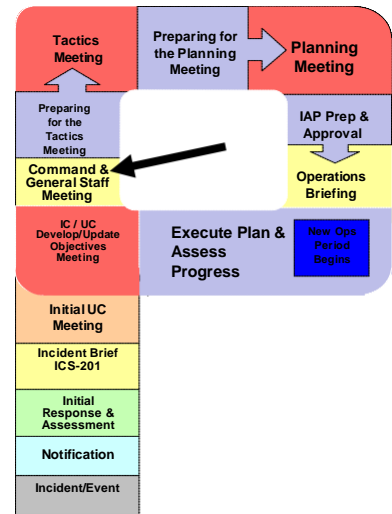 Tactics
Meeting
Preparing for
the Planning
Meeting
Planning
Meeting
Preparing
for the
Tactics
Meeting
IAP Prep &
Approval
Command &
General Staff
Meeting
Operations
Briefing
IC / UC
Develop/Update
Objectives
Meeting
Execute Plan &
Assess
Progress
New Ops
Period
Begins
Initial UC
Meeting
Incident Brief
ICS-201
Initial
Response &
Assessment
Notification
Incident/Event